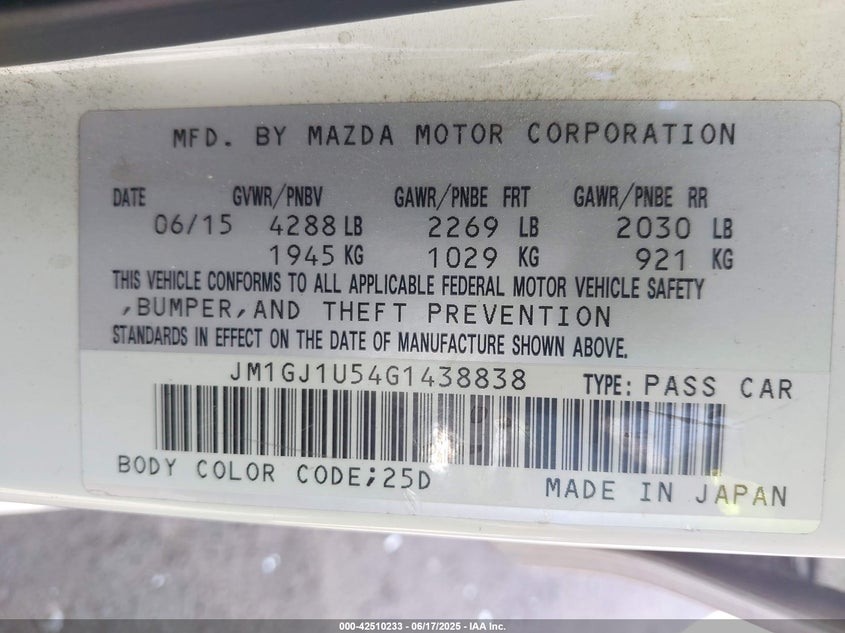 MFD. BY MAZDA MOTOR CORPORATION
DATE GVWR/PNBV GAWR/PNBE FRT GAWR/PNBE RR
06/15 4288 LB 2269 LB 2030 LB
1945 KG 1029 KG 921 KG
THIS VEHICLE CONFORMS TO ALL APPLICABLE FEDERAL MOTOR VEHICLE SAFETY
,BUMPER,AND THEFT PREVENTION
STANDARDS IN EFFECT ON THE DATE OF MANUFACTURE SHOWN ABOVE.
JM1GJ1U54G1438838 TYPE: PASS CAR
BODY COLOR CODE;25D MADE IN JAPAN
000-42510233 - 06/17/2025 - IAA Inc.